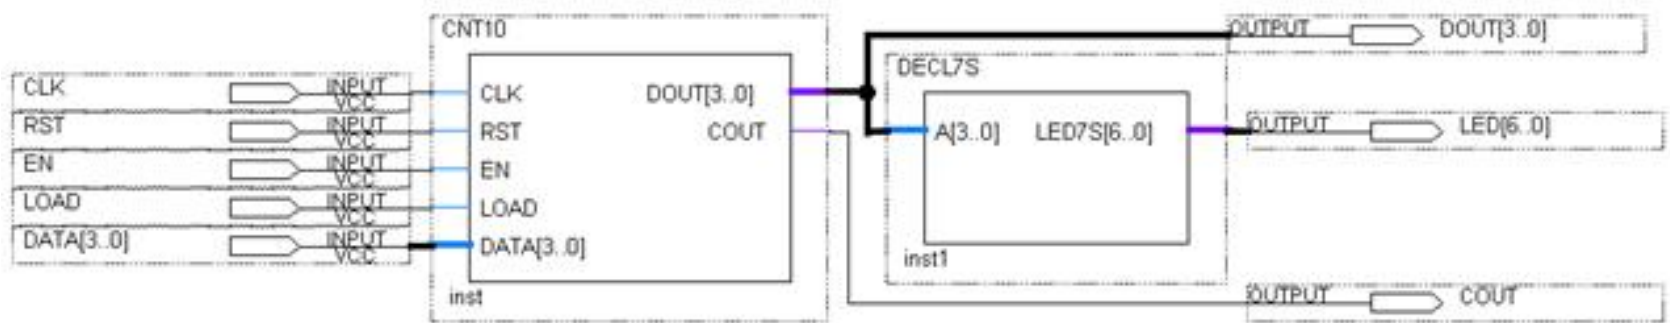 CNT10
OUTPUT DOUT[3..0]
DECL7S
CLK INPUT VCC
CLK DOUT[3..0]
RST INPUT VCC
RST COUT
A[3..0] LED7S[6..0]
OUTPUT LED[6..0]
EN INPUT VCC
EN
LOAD INPUT VCC
LOAD
DATA[3..0] INPUT VCC
DATA[3..0]
inst1
inst
OUTPUT COUT